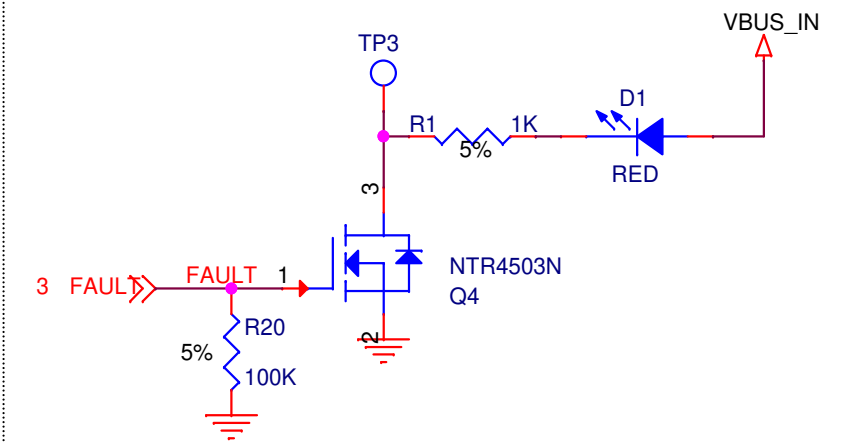 VBUS_IN
TP3
D1
R1
1K
5%
RED
3
NTR4503N
Q4
3
FAULT
FAULT
1
2
R20
5%
100K